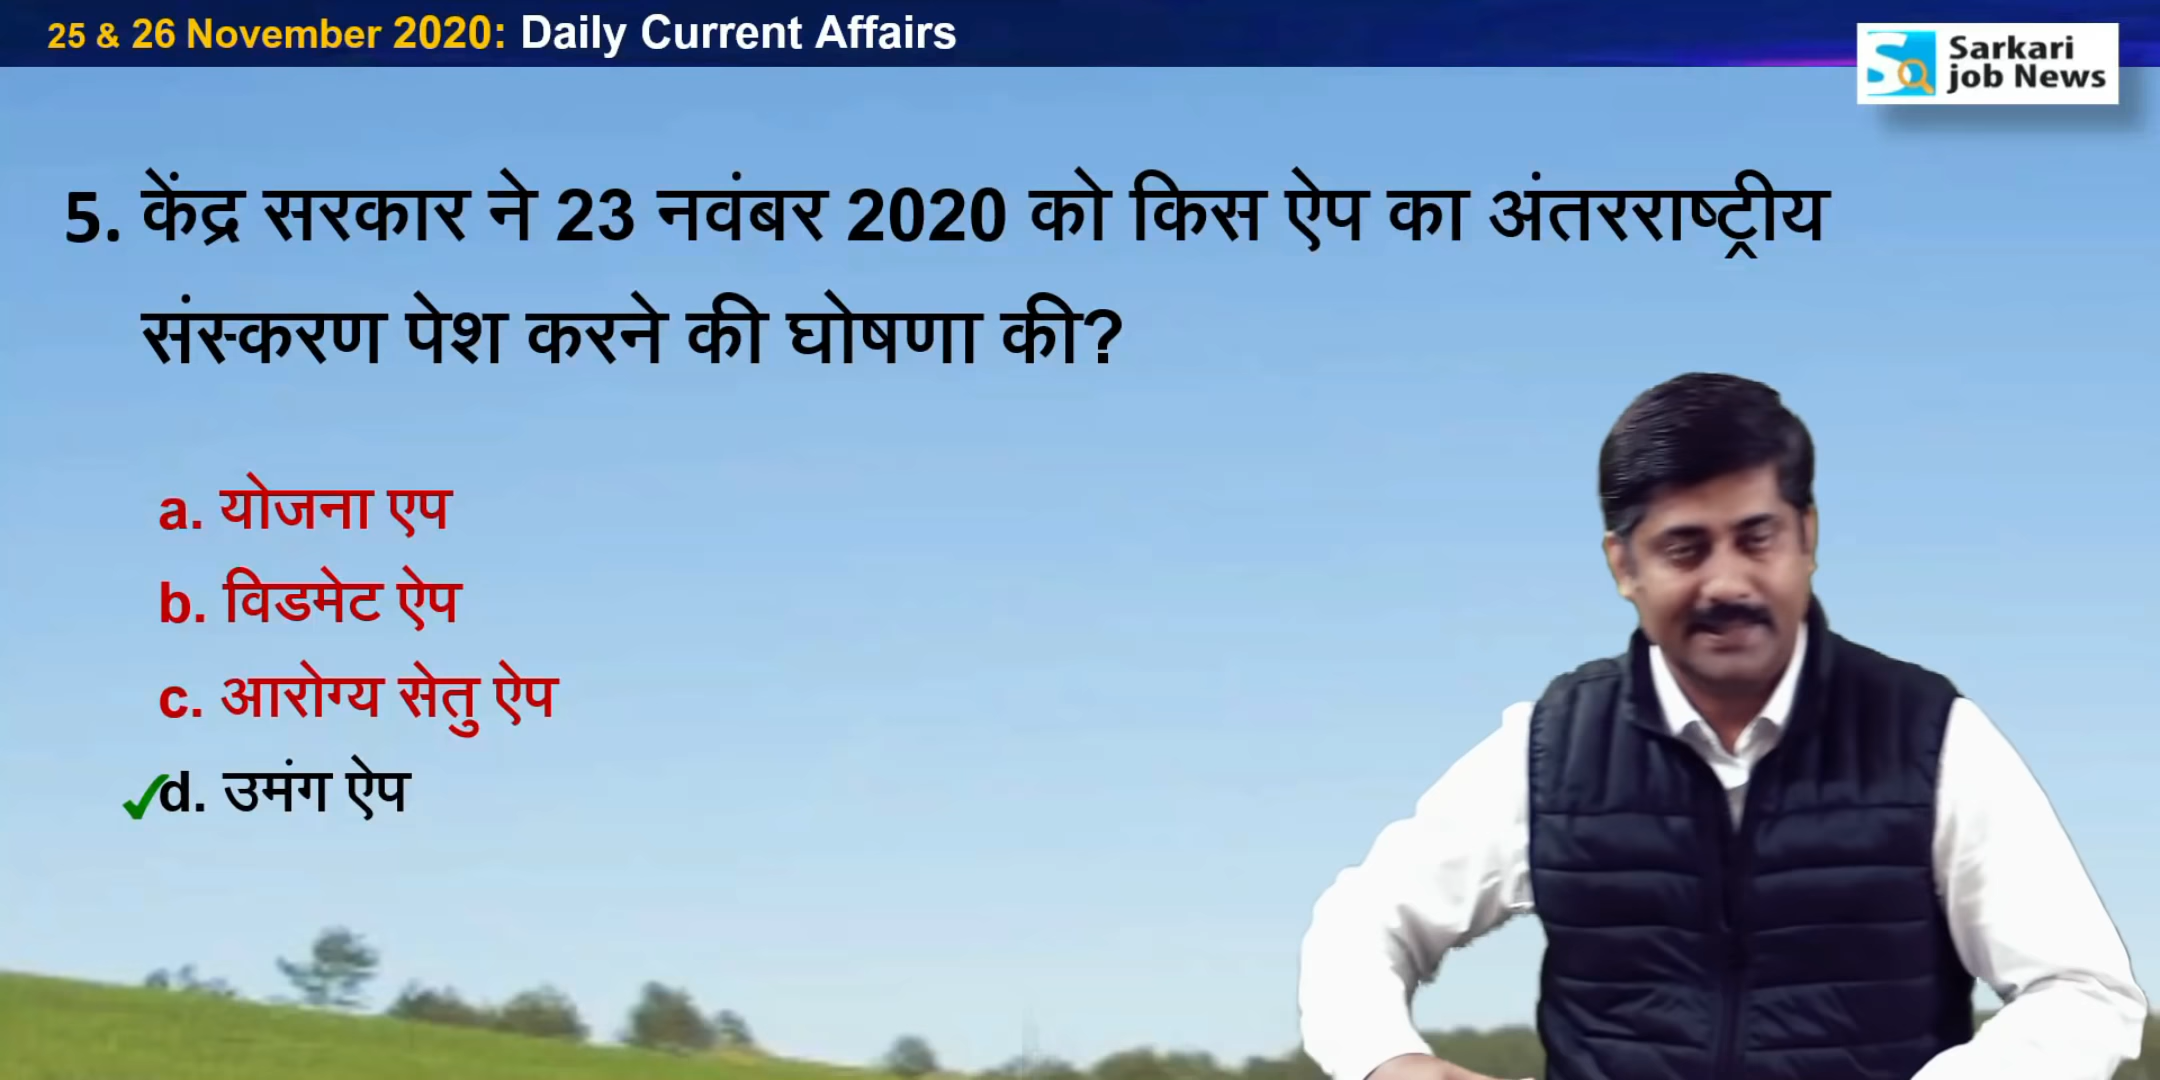 25 & 26 November 2020: Daily Current Affairs
Sarkari
job News
5. केंद्र सरकार ने 23 नवंबर 2020 को किस ऐप का अंतरराष्ट्रीय
संस्करण पेश करने की घोषणा की?
a. योजना एप
b. विडमेट ऐप
c. आरोग्य सेतु ऐप
d. उमंग ऐप